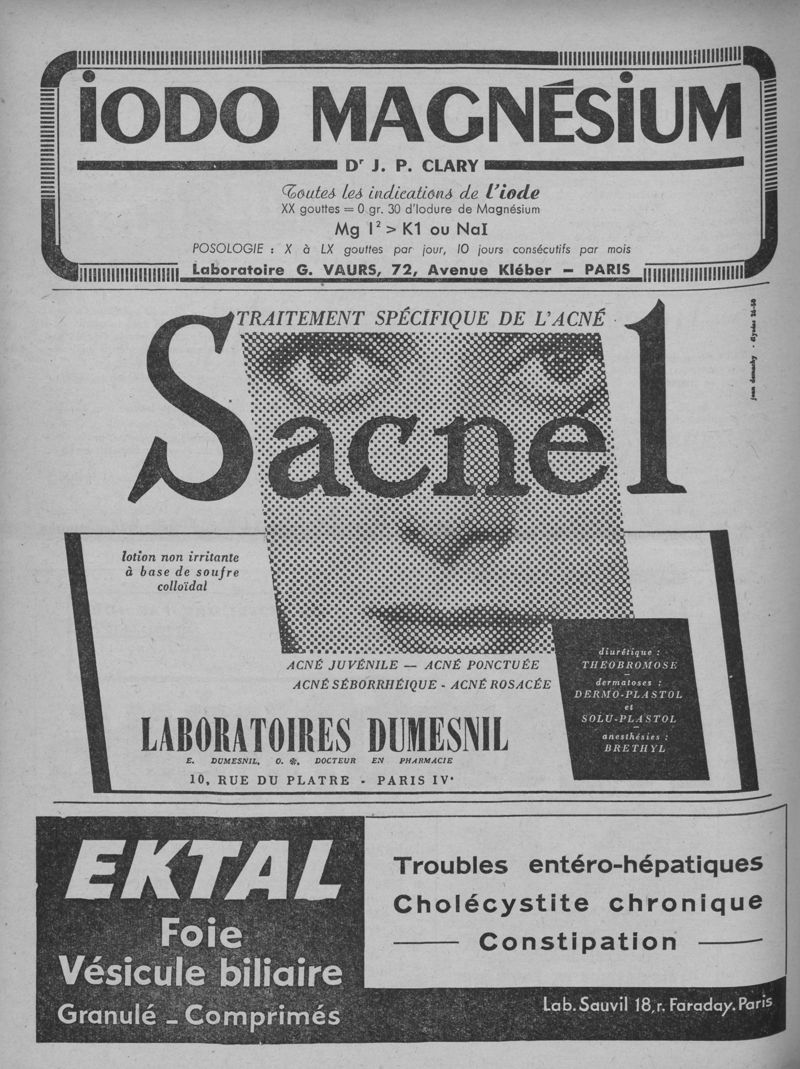 iODO MAGNÉSiUM
Dr J. P. CLARY
Toutes les indications de l'iode
XX gouttes = 0 gr. 30 d'Iodure de Magnésium
Mg I² > K1 ou NaI
POSOLOGIE : X à LX gouttes par jour, 10 jours consécutifs par mois
Laboratoire G. VAURS, 72, Avenue Kléber — PARIS
TRAITEMENT SPÉCIFIQUE DE L'ACNÉ
Sacnél
jean demachy - Elysées 24-50
lotion non irritante
à base de soufre
colloïdal
ACNÉ JUVÉNILE — ACNÉ PONCTUÉE
ACNÉ SÉBORRHÉIQUE - ACNÉ ROSACÉE
LABORATOIRES DUMESNIL
E. DUMESNIL, O. ✻, DOCTEUR EN PHARMACIE
10, RUE DU PLATRE - PARIS IVe
diurétique :
THEOBROMOSE
—
dermatoses :
DERMO-PLASTOL
et
SOLU-PLASTOL
—
anesthésies :
BRETHYL
EKTAL
Foie
Vésicule biliaire
Granulé - Comprimés
Troubles entéro-hépatiques
Cholécystite chronique
— Constipation —
Lab. Sauvil 18, r. Faraday. Paris